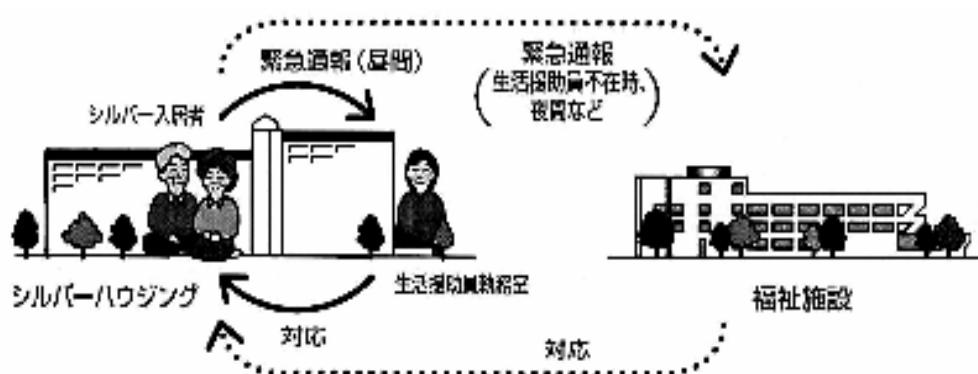 緊急通報(昼間)
緊急通報
(生活援助員不在時、
夜間など)
シルバー入居者
シルバーハウジング
生活援助員執務室
福祉施設
対応
対応